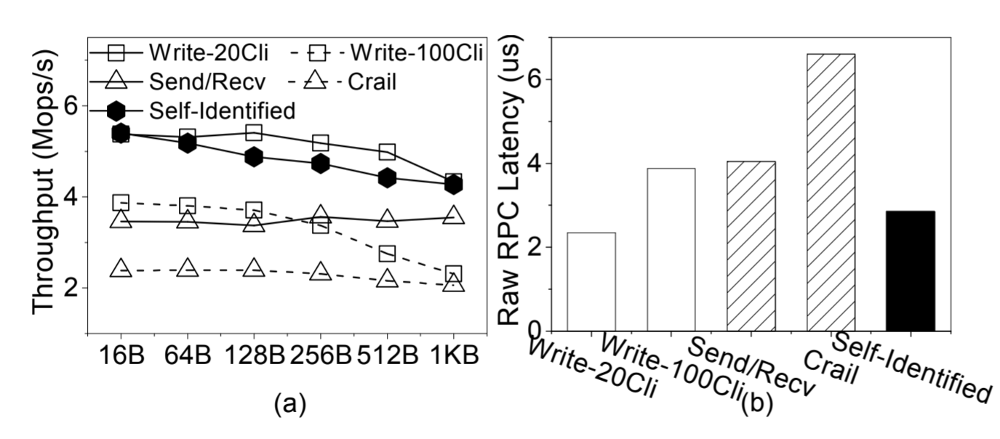 Throughput (Mops/s)
6
4
2
Write-20Cli
Write-100Cli
Send/Recv
Crail
Self-Identified
16B 64B 128B 256B 512B 1KB
(a)
Raw RPC Latency (us)
6
4
2
0
Write-20Cli
Write-100Cli
Send/Recv
Crail
Self-Identified
(b)